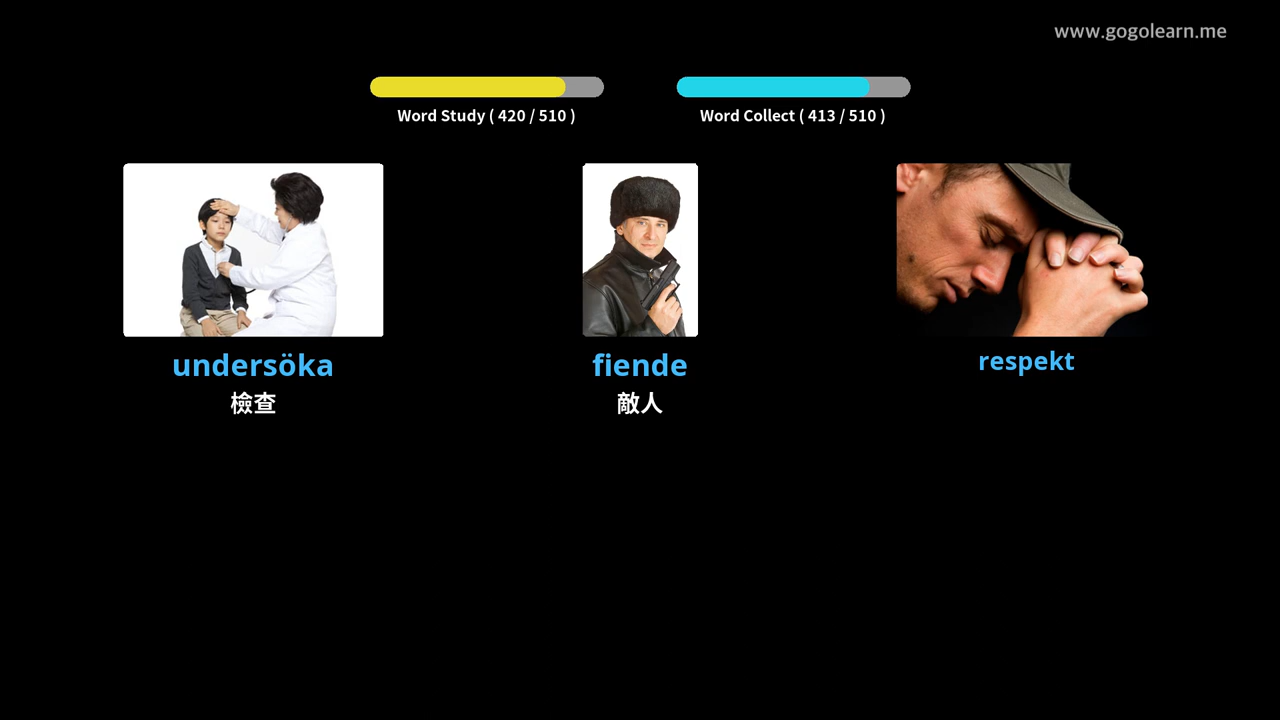 www.gogolearn.me
Word Study ( 420 / 510 )
Word Collect ( 413 / 510 )
undersöka
檢查
fiende
敵人
respekt